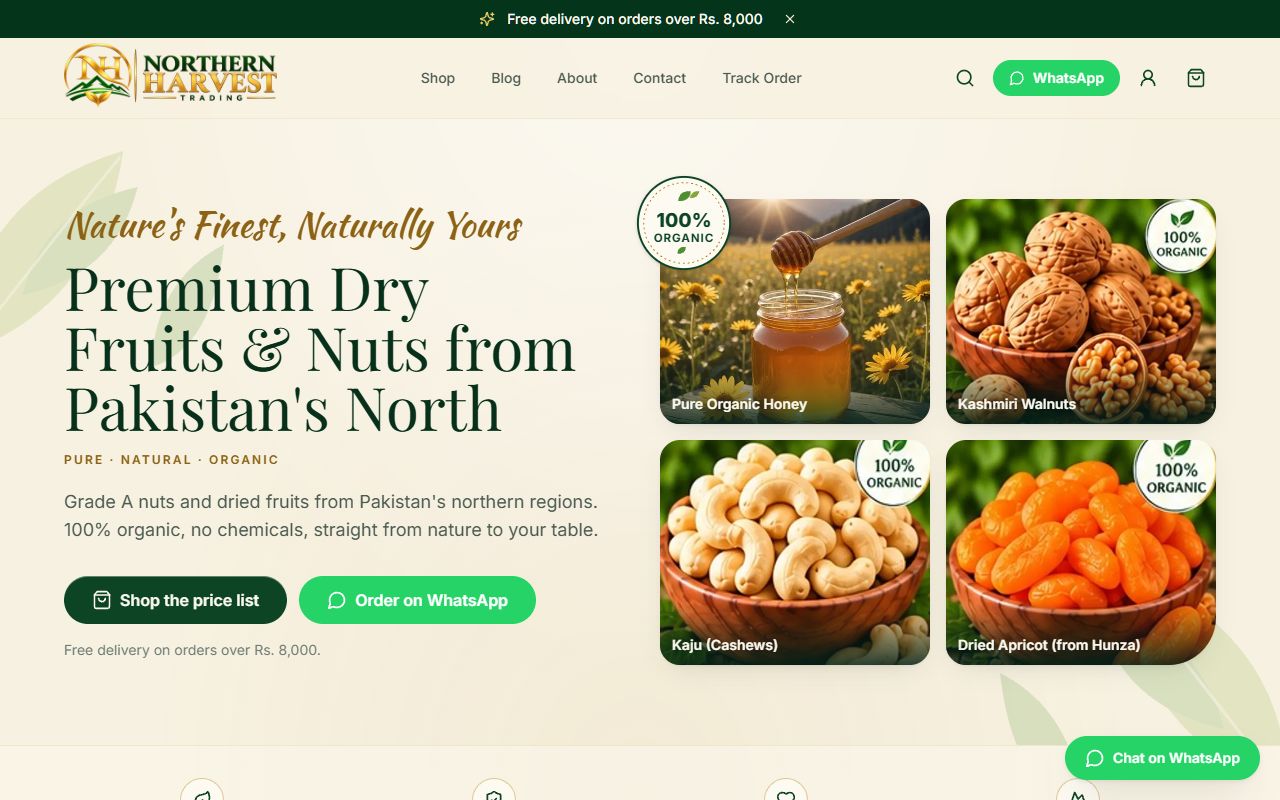 Free delivery on orders over Rs. 8,000
NH
NORTHERN
HARVEST
TRADING
Shop
Blog
About
Contact
Track Order
WhatsApp
Nature's Finest, Naturally Yours
Premium Dry
Fruits & Nuts from
Pakistan's North
PURE · NATURAL · ORGANIC
Grade A nuts and dried fruits from Pakistan's northern regions.
100% organic, no chemicals, straight from nature to your table.
Shop the price list
Order on WhatsApp
Free delivery on orders over Rs. 8,000.
100%
ORGANIC
Pure Organic Honey
100%
ORGANIC
Kashmiri Walnuts
100%
ORGANIC
Kaju (Cashews)
100%
ORGANIC
Dried Apricot (from Hunza)
Chat on WhatsApp